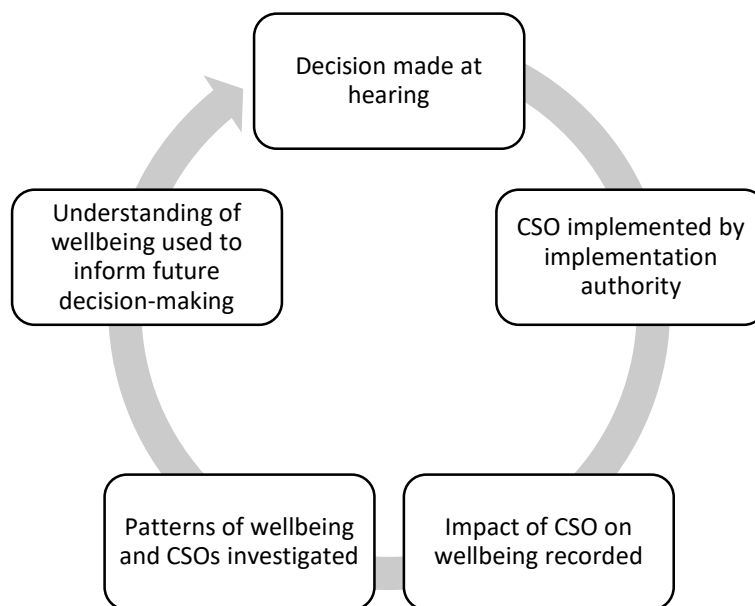 Decision made at
hearing
CSO implemented by
implementation
authority
Impact of CSO on
wellbeing recorded
Patterns of wellbeing
and CSOs investigated
Understanding of
wellbeing used to
inform future
decision-making